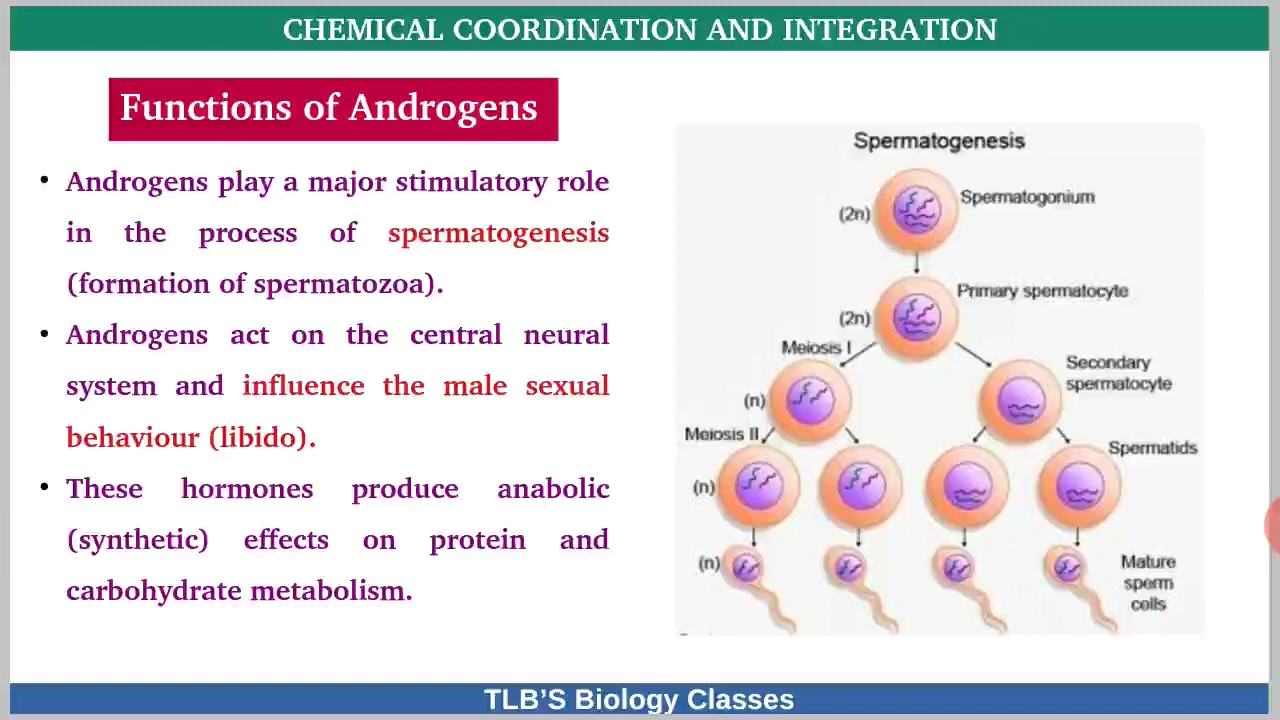 CHEMICAL COORDINATION AND INTEGRATION
Functions of Androgens
• Androgens play a major stimulatory role
in the process of spermatogenesis
(formation of spermatozoa).
• Androgens act on the central neural
system and influence the male sexual
behaviour (libido).
• These hormones produce anabolic
(synthetic) effects on protein and
carbohydrate metabolism.
Spermatogenesis
Spermatogonium
(2n)
Primary spermatocyte
(2n)
Meiosis I
Secondary
spermatocyte
(n)
Meiosis II
Spermatids
(n)
(n)
Mature
sperm
cells
TLB’S Biology Classes